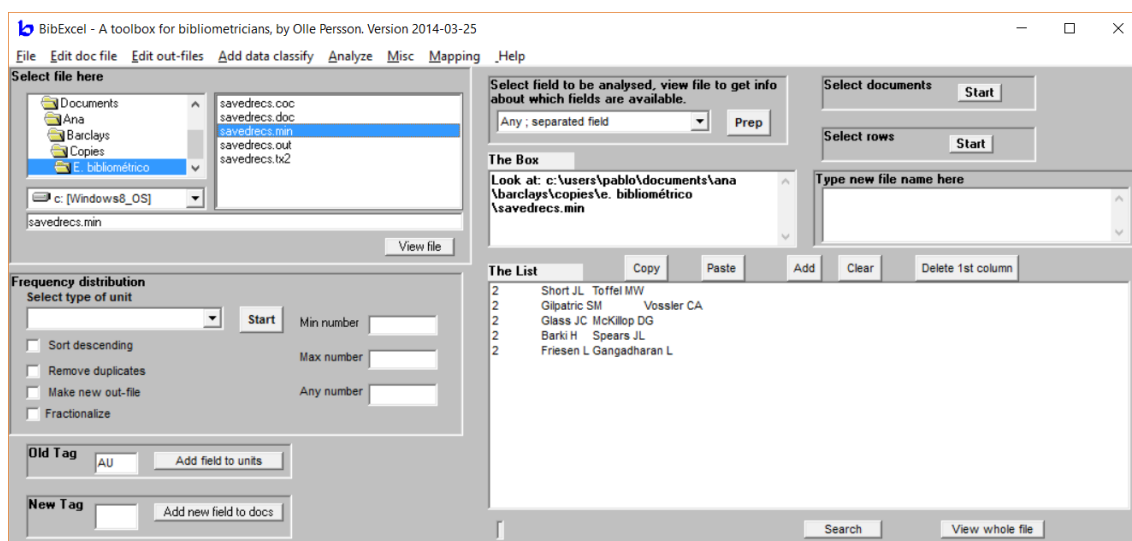 BibExcel - A toolbox for bibliometricians, by Olle Persson. Version 2014-03-25
File Edit doc file Edit out-files Add data classify Analyze Misc Mapping _Help
Select file here
Documents
Ana
Barclays
Copies
E. bibliométrico
savedrecs.coc
savedrecs.doc
savedrecs.min
savedrecs.out
savedrecs.tx2
c: [Windows8_OS]
savedrecs.min
View file
Select field to be analysed, view file to get info
about which fields are available.
Any ; separated field
Prep
Select documents Start
Select rows Start
The Box
Look at: c:\users\pablo\documents\ana
\barclays\copies\e. bibliométrico
\savedrecs.min
Type new file name here
Frequency distribution
Select type of unit
Start
Min number
Sort descending
Max number
Remove duplicates
Make new out-file
Any number
Fractionalize
The List Copy Paste Add Clear Delete 1st column
2 Short JL Toffel MW
2 Gilpatric SM Vossler CA
2 Glass JC McKillop DG
2 Barki H Spears JL
2 Friesen L Gangadharan L
Old Tag AU Add field to units
New Tag Add new field to docs
Search View whole file